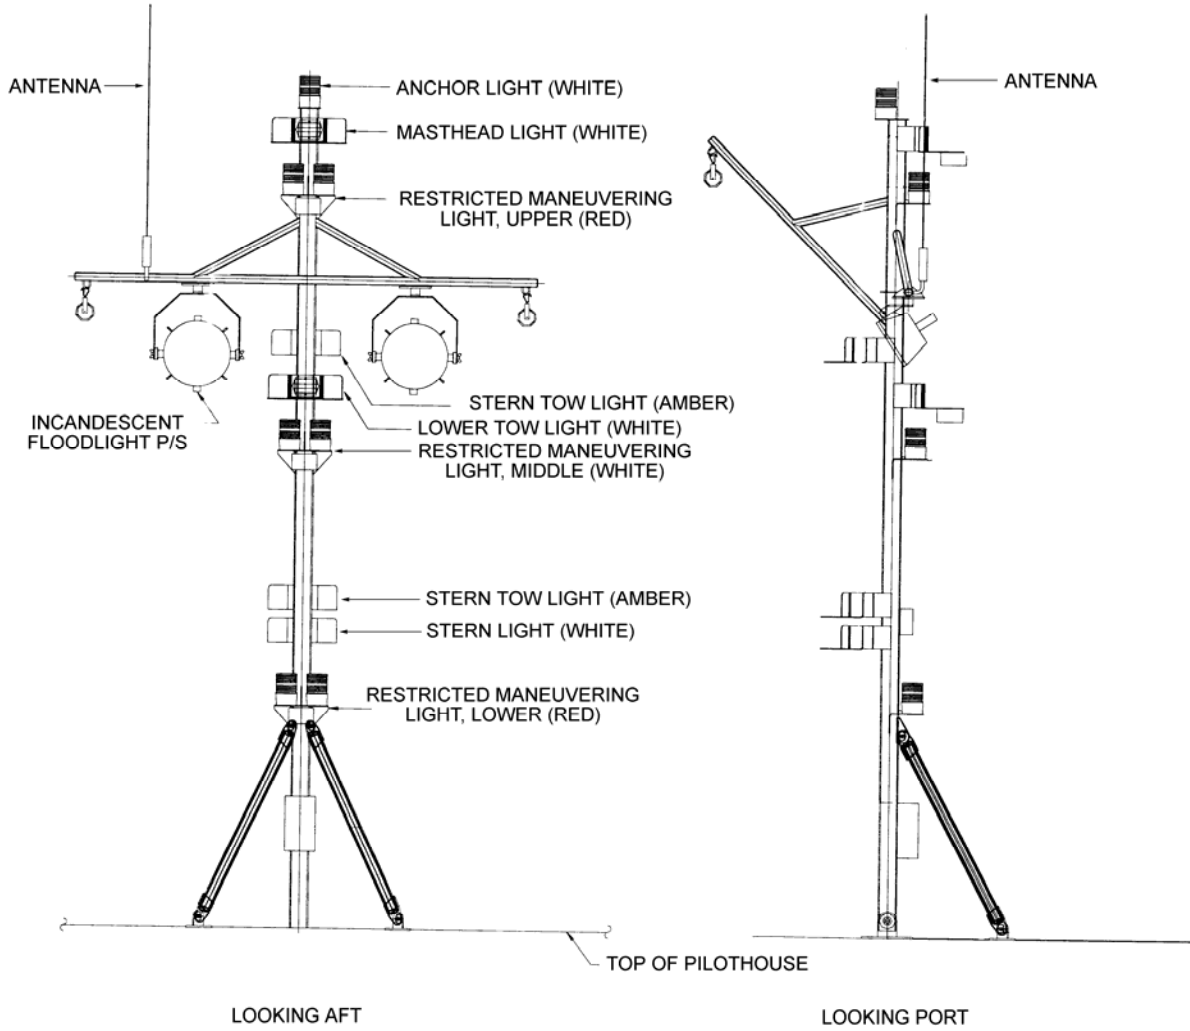 ANTENNA
ANCHOR LIGHT (WHITE)
ANTENNA
MASTHEAD LIGHT (WHITE)
RESTRICTED MANEUVERING
LIGHT, UPPER (RED)
INCANDESCENT
FLOODLIGHT P/S
STERN TOW LIGHT (AMBER)
LOWER TOW LIGHT (WHITE)
RESTRICTED MANEUVERING
LIGHT, MIDDLE (WHITE)
STERN TOW LIGHT (AMBER)
STERN LIGHT (WHITE)
RESTRICTED MANEUVERING
LIGHT, LOWER (RED)
TOP OF PILOTHOUSE
LOOKING AFT
LOOKING PORT